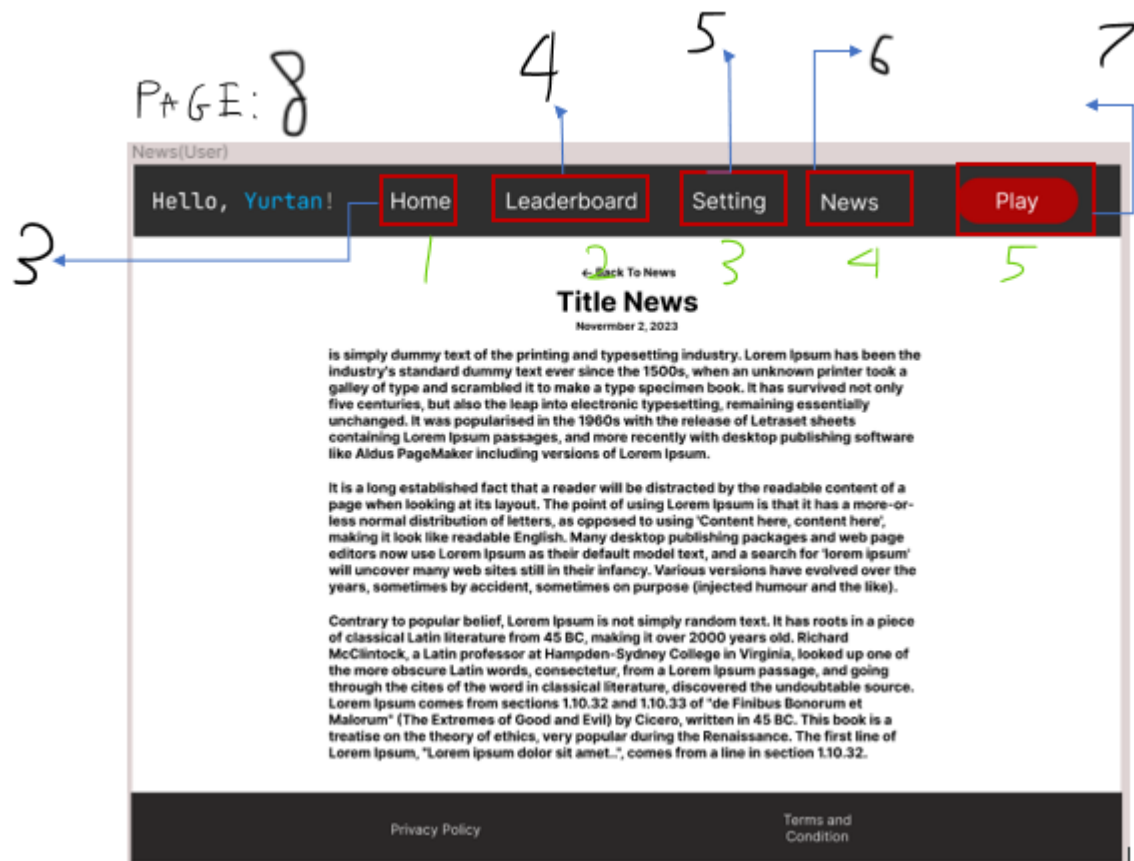 5
4
6
7
PAGE: 8
News(User)
Hello, Yurtan!
Home
Leaderboard
Setting
News
Play
3
1
2
3
4
5
← Back To News
Title News
Novermber 2, 2023
is simply dummy text of the printing and typesetting industry. Lorem Ipsum has been the
industry's standard dummy text ever since the 1500s, when an unknown printer took a
galley of type and scrambled it to make a type specimen book. It has survived not only
five centuries, but also the leap into electronic typesetting, remaining essentially
unchanged. It was popularised in the 1960s with the release of Letraset sheets
containing Lorem Ipsum passages, and more recently with desktop publishing software
like Aldus PageMaker including versions of Lorem Ipsum.
It is a long established fact that a reader will be distracted by the readable content of a
page when looking at its layout. The point of using Lorem Ipsum is that it has a more-or-
less normal distribution of letters, as opposed to using 'Content here, content here',
making it look like readable English. Many desktop publishing packages and web page
editors now use Lorem Ipsum as their default model text, and a search for 'lorem ipsum'
will uncover many web sites still in their infancy. Various versions have evolved over the
years, sometimes by accident, sometimes on purpose (injected humour and the like).
Contrary to popular belief, Lorem Ipsum is not simply random text. It has roots in a piece
of classical Latin literature from 45 BC, making it over 2000 years old. Richard
McClintock, a Latin professor at Hampden-Sydney College in Virginia, looked up one of
the more obscure Latin words, consectetur, from a Lorem Ipsum passage, and going
through the cites of the word in classical literature, discovered the undoubtable source.
Lorem Ipsum comes from sections 1.10.32 and 1.10.33 of "de Finibus Bonorum et
Malorum" (The Extremes of Good and Evil) by Cicero, written in 45 BC. This book is a
treatise on the theory of ethics, very popular during the Renaissance. The first line of
Lorem Ipsum, "Lorem ipsum dolor sit amet..", comes from a line in section 1.10.32.
Privacy Policy
Terms and
Condition